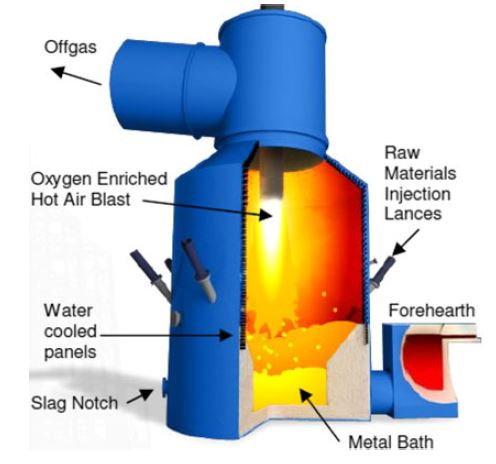 Offgas
Oxygen Enriched
Hot Air Blast
Raw
Materials
Injection
Lances
Water
cooled
panels
Forehearth
Slag Notch
Metal Bath